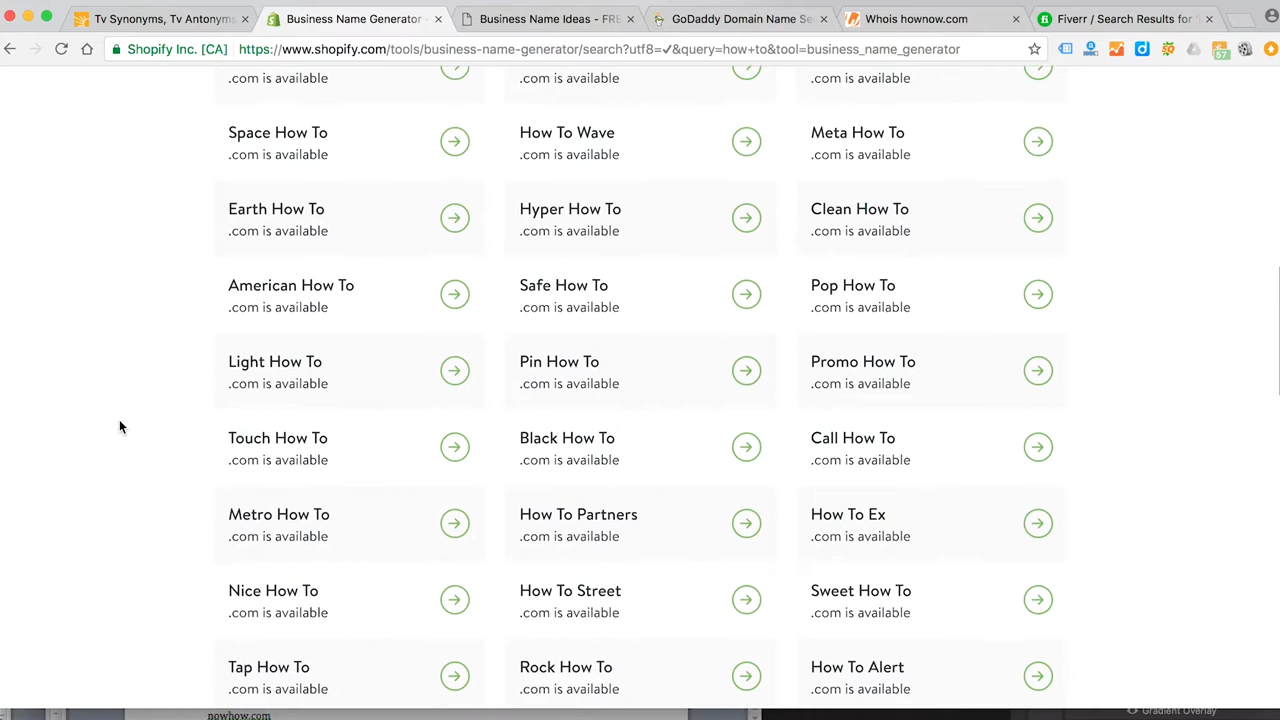 Tv Synonyms, Tv Antonyms
Business Name Generator -
Business Name Ideas - FRE
GoDaddy Domain Name Se
Whois hownow.com
Fiverr / Search Results for
Shopify Inc. [CA]
https://www.shopify.com/tools/business-name-generator/search?utf8=✓&query=how+to&tool=business_name_generator
67
.com is available
.com is available
.com is available
Space How To
.com is available
How To Wave
.com is available
Meta How To
.com is available
Earth How To
.com is available
Hyper How To
.com is available
Clean How To
.com is available
American How To
.com is available
Safe How To
.com is available
Pop How To
.com is available
Light How To
.com is available
Pin How To
.com is available
Promo How To
.com is available
Touch How To
.com is available
Black How To
.com is available
Call How To
.com is available
Metro How To
.com is available
How To Partners
.com is available
How To Ex
.com is available
Nice How To
.com is available
How To Street
.com is available
Sweet How To
.com is available
Tap How To
.com is available
Rock How To
.com is available
How To Alert
.com is available
nowhow.com
Gradient Overlay